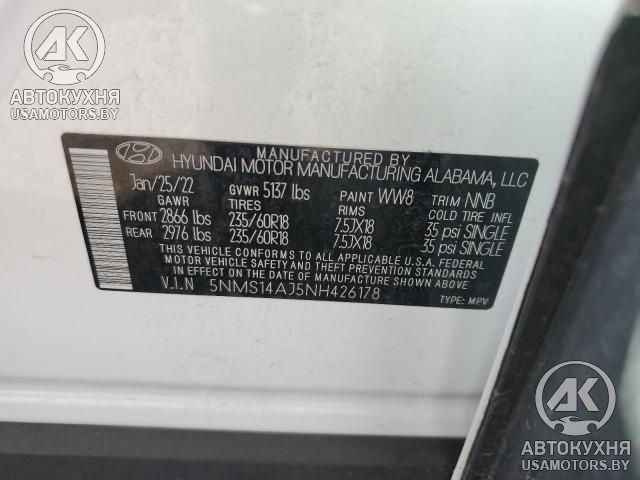 AK
АВТОКУХНЯ
USAMOTORS.BY
MANUFACTURED BY
HYUNDAI MOTOR MANUFACTURING ALABAMA, LLC
Jan/25/22 GVWR 5137 lbs PAINT WW8 TRIM NNB
GAWR TIRES RIMS COLD TIRE INFL
FRONT 2866 lbs 235/60R18 7.5JX18 35 psi SINGLE
REAR 2976 lbs 235/60R18 7.5JX18 35 psi SINGLE
THIS VEHICLE CONFORMS TO ALL APPLICABLE U.S.A. FEDERAL
MOTOR VEHICLE SAFETY AND THEFT PREVENTION STANDARDS
IN EFFECT ON THE DATE OF MANUFACTURE SHOWN ABOVE.
V.I.N 5NMS14AJ5NH426178 TYPE: MPV
AK
АВТОКУХНЯ
USAMOTORS.BY